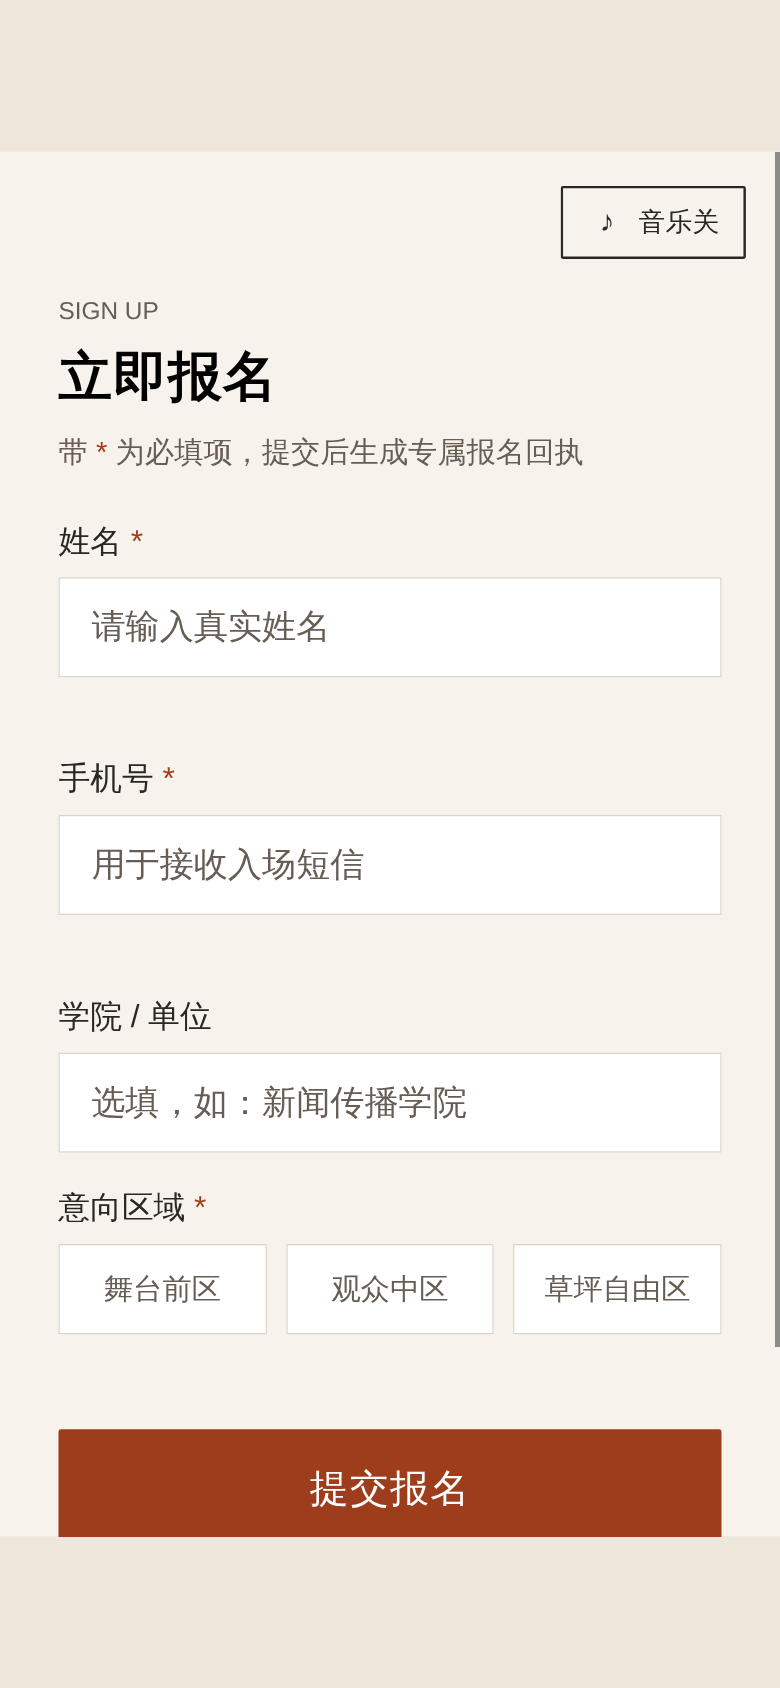 ♪ 音乐关
SIGN UP
立即报名
带 * 为必填项，提交后生成专属报名回执
姓名 *
请输入真实姓名
手机号 *
用于接收入场短信
学院 / 单位
选填，如：新闻传播学院
意向区域 *
舞台前区 观众中区 草坪自由区
提交报名